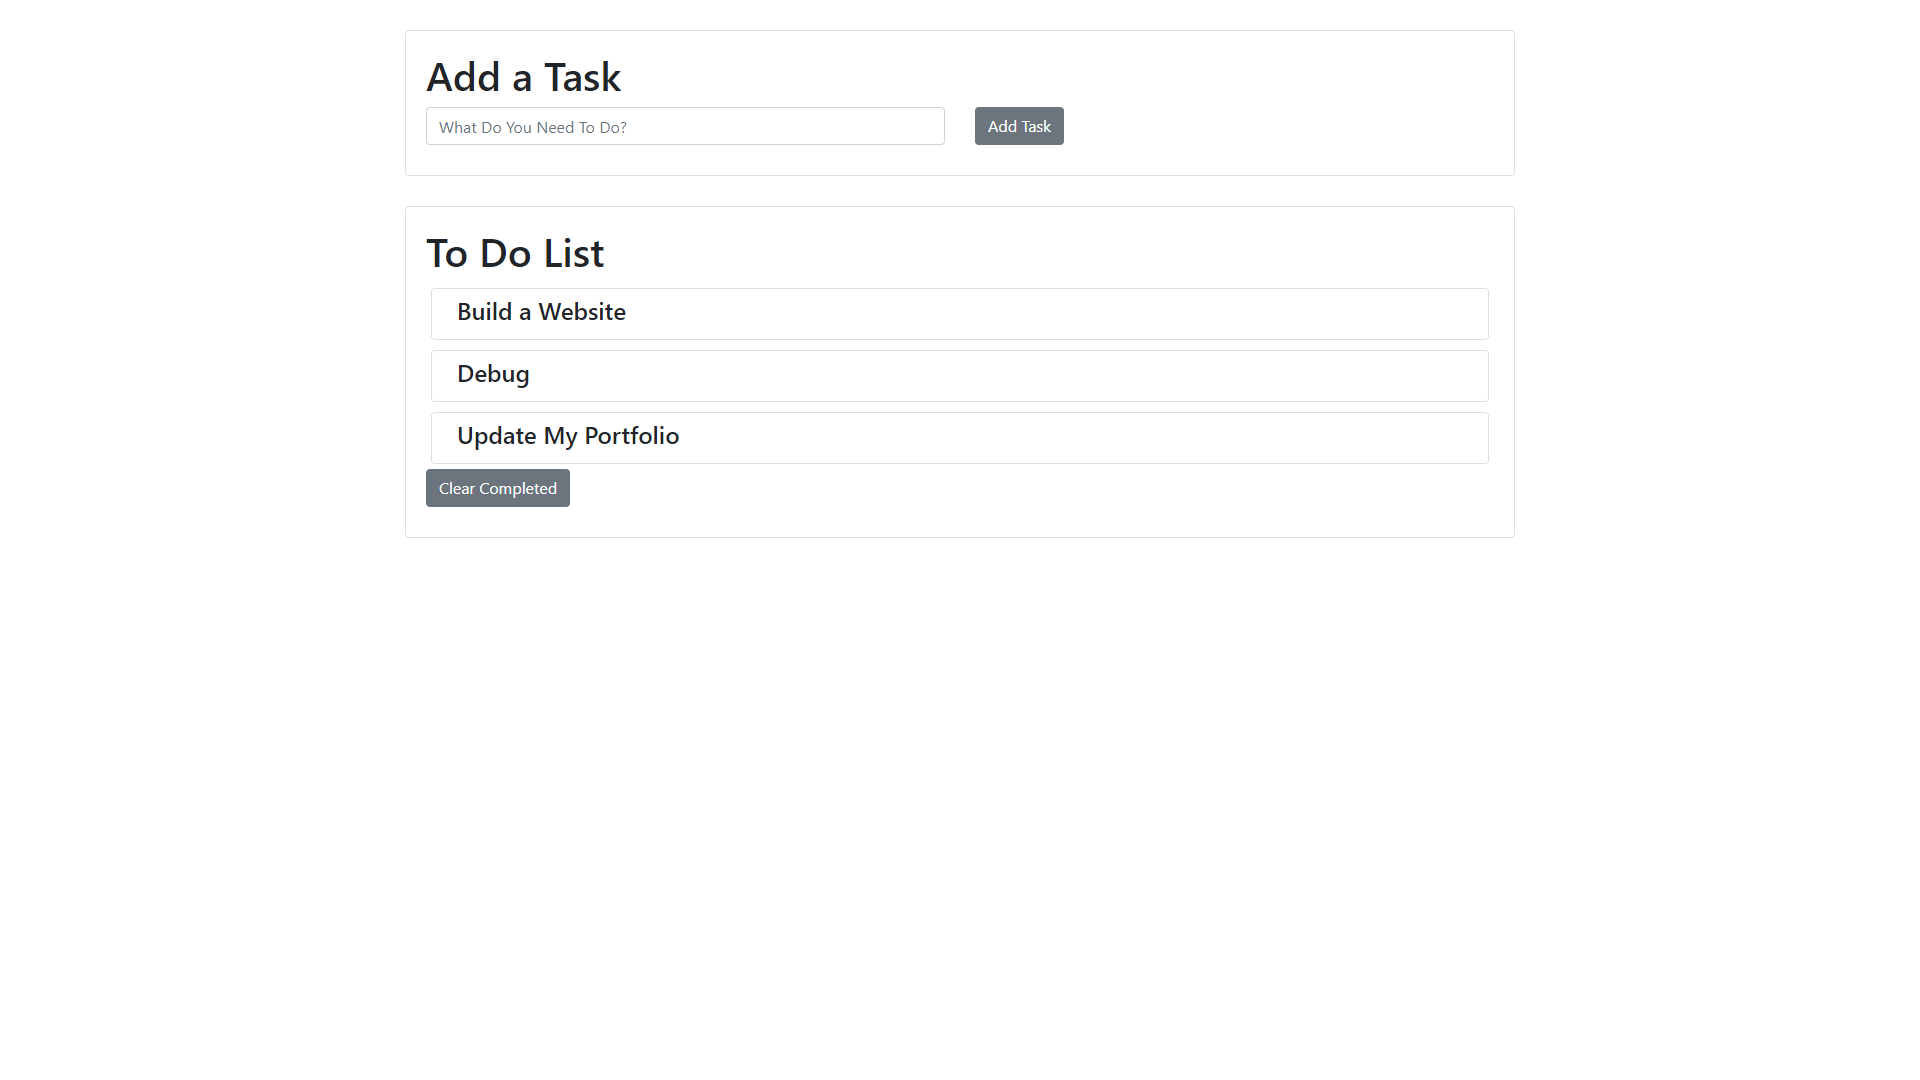 Add a Task
What Do You Need To Do?
Add Task
To Do List
Build a Website
Debug
Update My Portfolio
Clear Completed